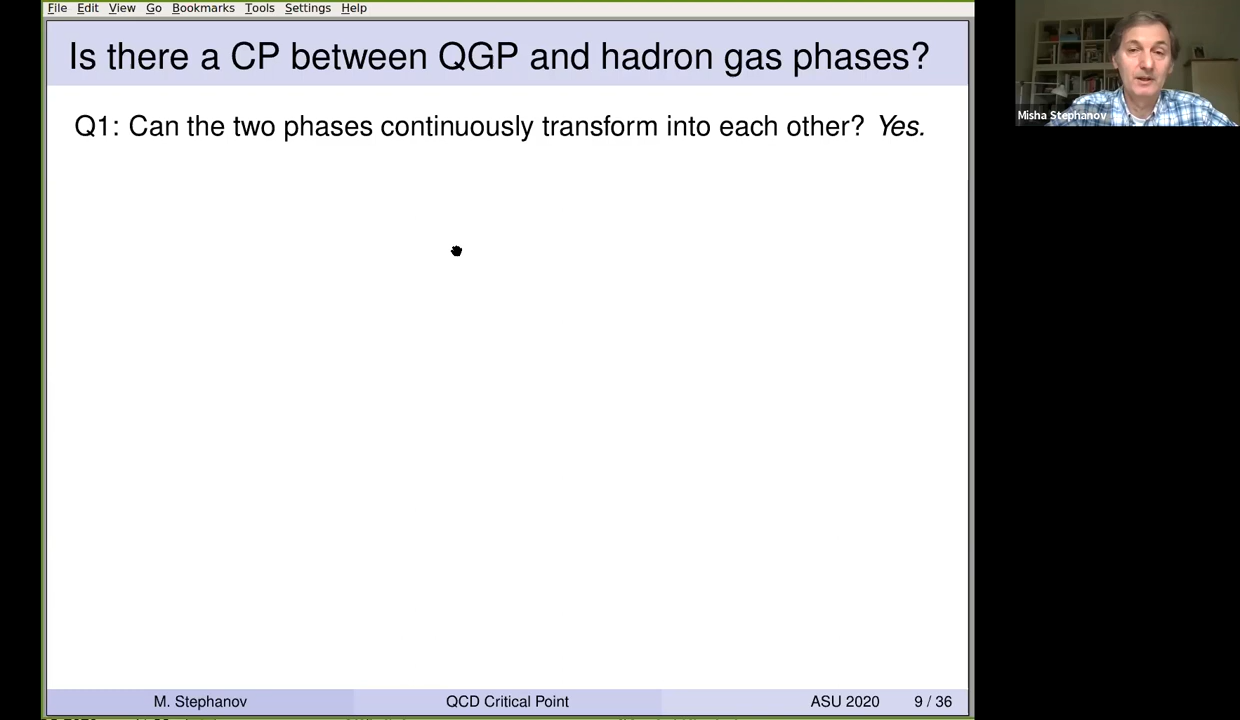 File Edit View Go Bookmarks Tools Settings Help
Is there a CP between QGP and hadron gas phases?
Misha Stephanov
Q1: Can the two phases continuously transform into each other? Yes.
M. Stephanov QCD Critical Point ASU 2020 9 / 36